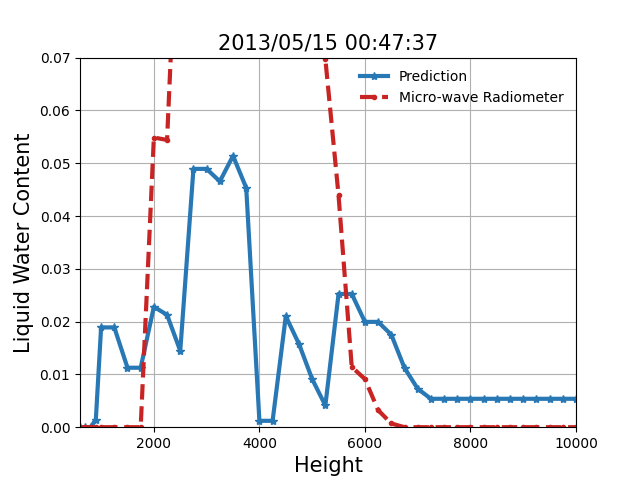 2013/05/15 00:47:37
0.07
0.06
0.05
0.04
0.03
0.02
0.01
0.00
Liquid Water Content
Prediction
Micro-wave Radiometer
2000 4000 6000 8000 10000
Height